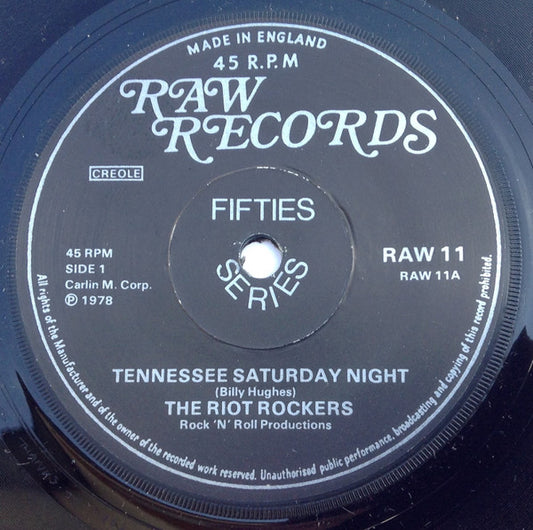 MADE IN ENGLAND
45 R.P.M
RAW
RECORDS
CREOLE
FIFTIES
SERIES
45 RPM
SIDE 1
Carlin M. Corp.
℗ 1978
RAW 11
RAW 11A
TENNESSEE SATURDAY NIGHT
(Billy Hughes)
THE RIOT ROCKERS
Rock 'N' Roll Productions
All rights of the Manufacturer and of the owner of the recorded work reserved. Unauthorised public performance, broadcasting and copying of this record prohibited.